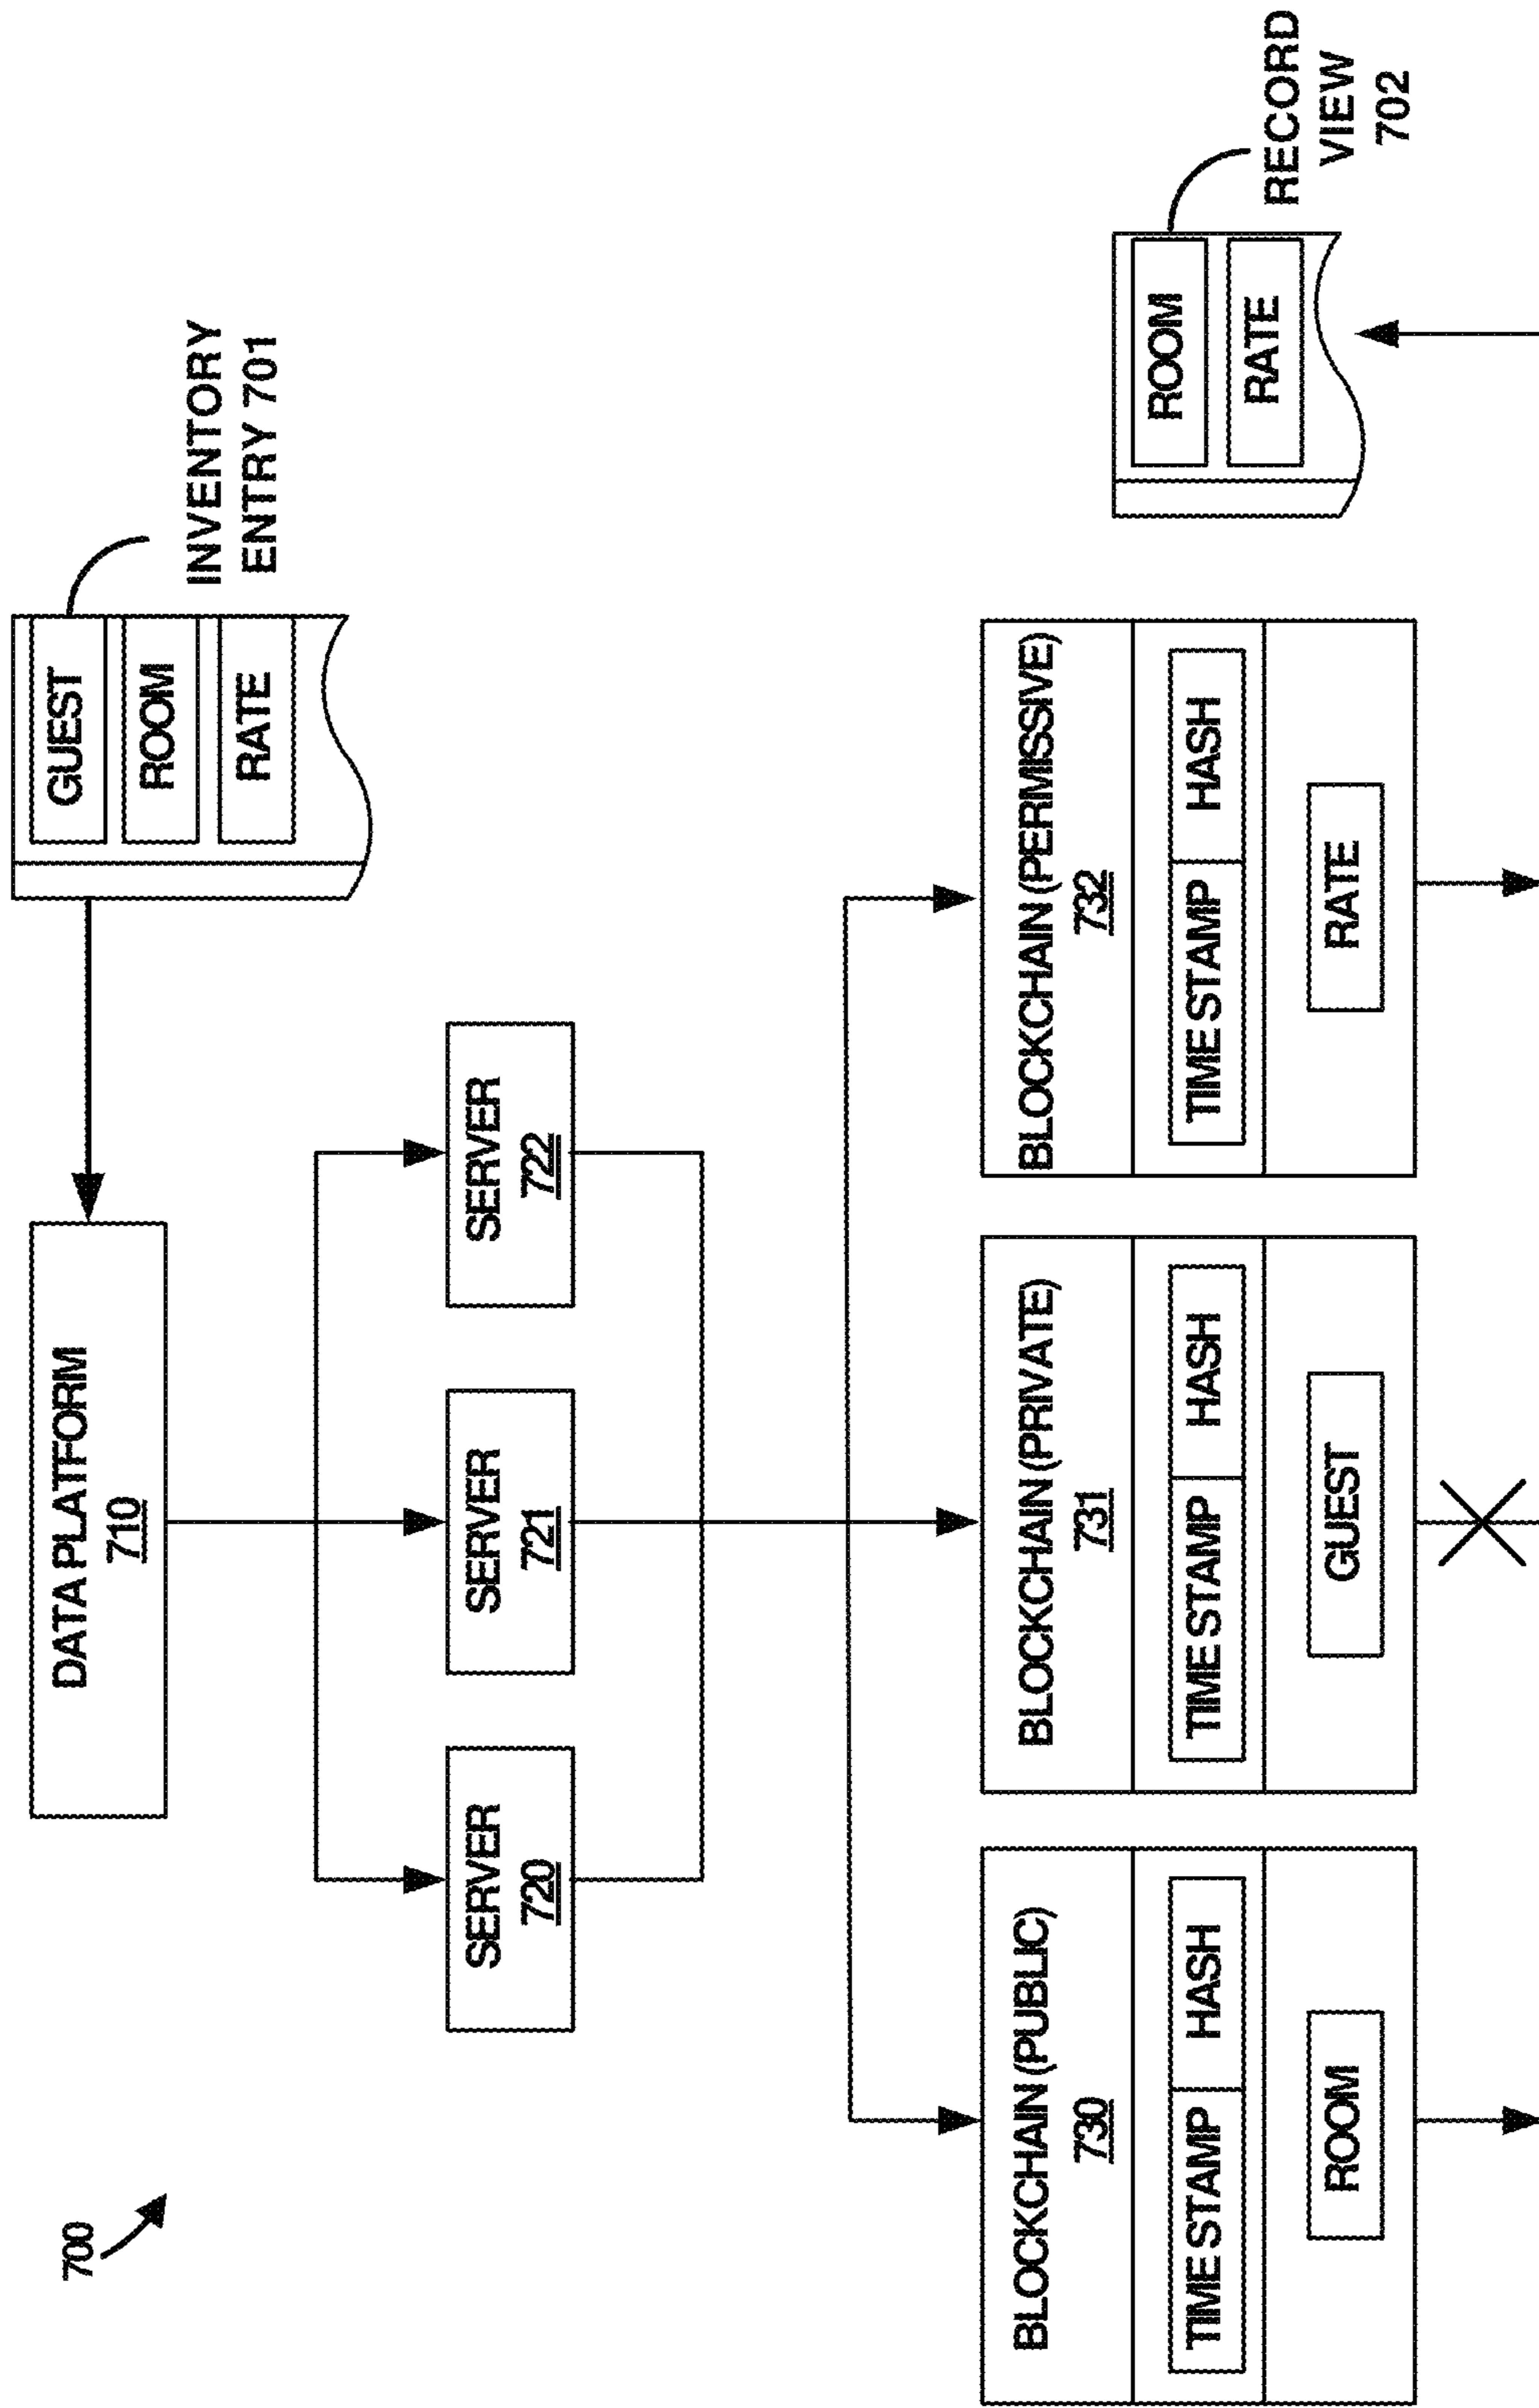 700
DATA PLATFORM
710
GUEST
ROOM
RATE
INVENTORY
ENTRY 701
SERVER
720
SERVER
721
SERVER
722
BLOCKCHAIN (PUBLIC)
730
TIME STAMP HASH
ROOM
BLOCKCHAIN (PRIVATE)
731
TIME STAMP HASH
GUEST
BLOCKCHAIN (PERMISSIVE)
732
TIME STAMP HASH
RATE
ROOM
RATE
RECORD
VIEW
702